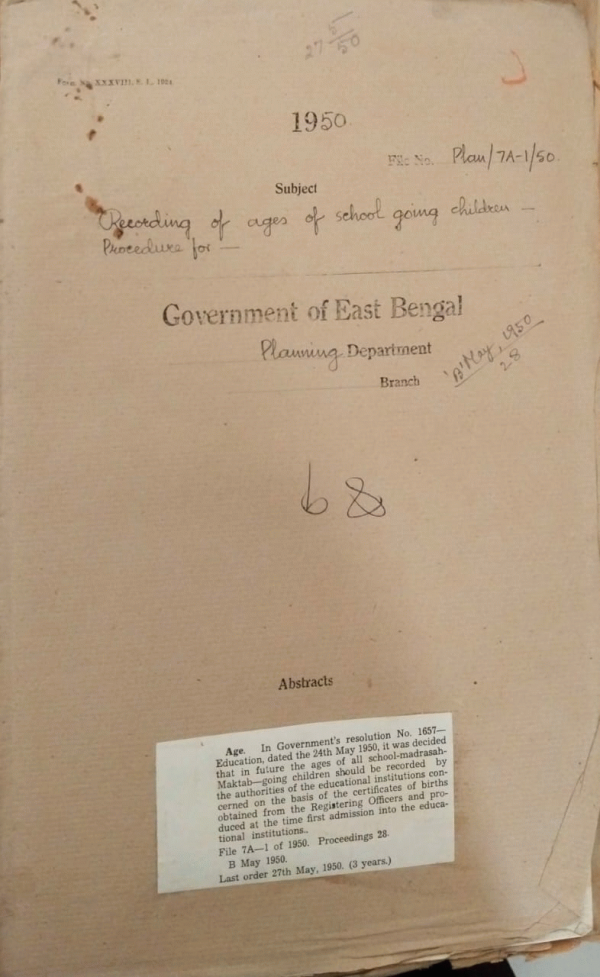 27 5/50
Form No. XXXVIII, S. I., 1924
1950
File No. Plan/7A-1/50.
Subject
Recording of ages of school going children —
Procedure for —
Government of East Bengal
Planning Department
'B' May, 1950
28
Branch
Abstracts
Age. In Government's resolution No. 1657—
Education, dated the 24th May 1950, it was decided
that in future the ages of all school-madrasah-
Maktab—going children should be recorded by
the authorities of the educational institutions con-
cerned on the basis of the certificates of births
obtained from the Registering Officers and pro-
duced at the time first admission into the educa-
tional institutions..
File 7A—1 of 1950. Proceedings 28.
B May 1950.
Last order 27th May, 1950. (3 years.)